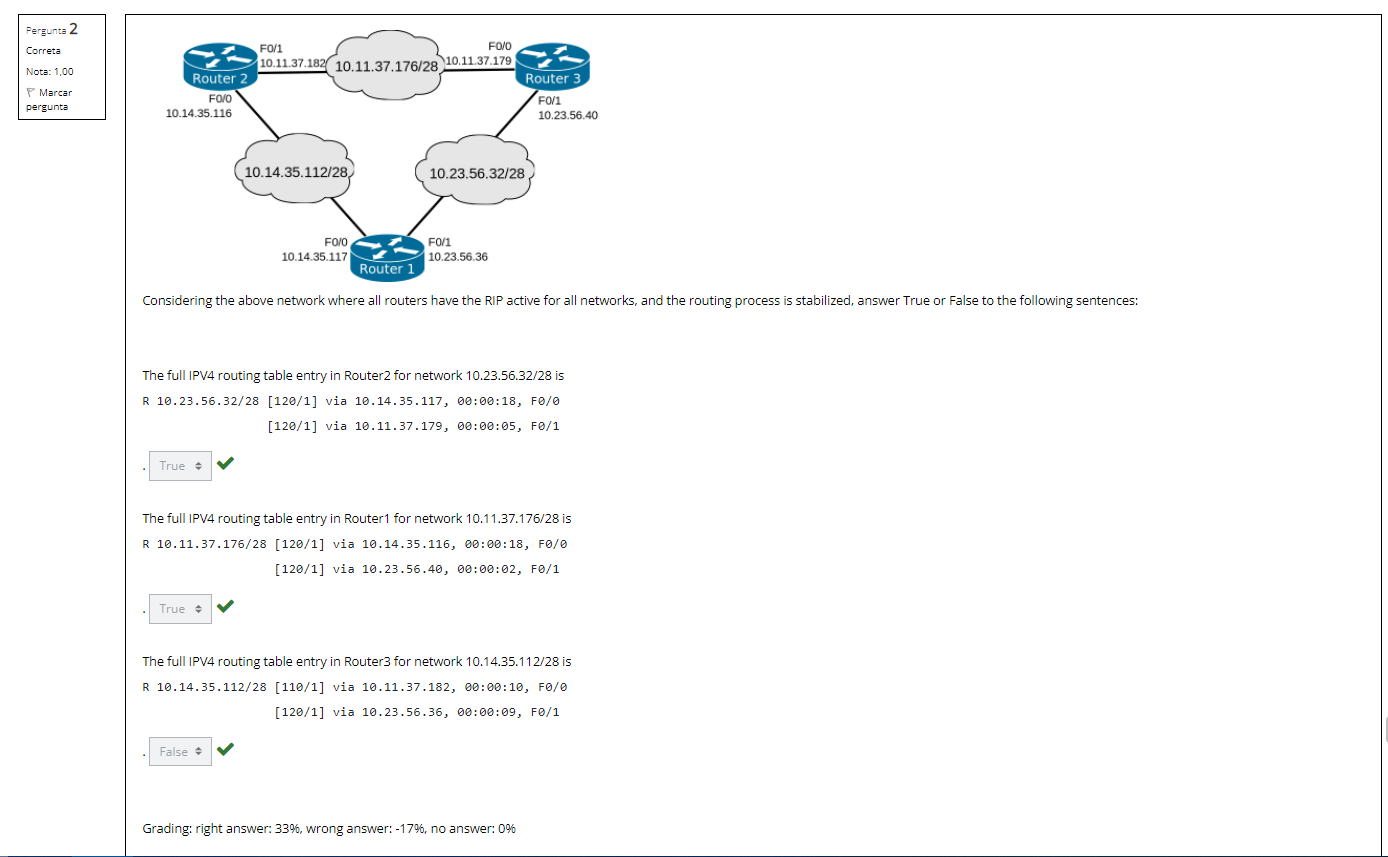 Pergunta 2
Correta
Nota: 1,00
Marcar
pergunta
F0/1
10.11.37.182
10.11.37.176/28
F0/0
10.11.37.179
Router 2
Router 3
F0/0
10.14.35.116
F0/1
10.23.56.40
10.14.35.112/28
10.23.56.32/28
F0/0
10.14.35.117
F0/1
10.23.56.36
Router 1
Considering the above network where all routers have the RIP active for all networks, and the routing process is stabilized, answer True or False to the following sentences:
The full IPV4 routing table entry in Router2 for network 10.23.56.32/28 is
R 10.23.56.32/28 [120/1] via 10.14.35.117, 00:00:18, F0/0
[120/1] via 10.11.37.179, 00:00:05, F0/1
. True
The full IPV4 routing table entry in Router1 for network 10.11.37.176/28 is
R 10.11.37.176/28 [120/1] via 10.14.35.116, 00:00:18, F0/0
[120/1] via 10.23.56.40, 00:00:02, F0/1
. True
The full IPV4 routing table entry in Router3 for network 10.14.35.112/28 is
R 10.14.35.112/28 [110/1] via 10.11.37.182, 00:00:10, F0/0
[120/1] via 10.23.56.36, 00:00:09, F0/1
. False
Grading: right answer: 33%, wrong answer: -17%, no answer: 0%